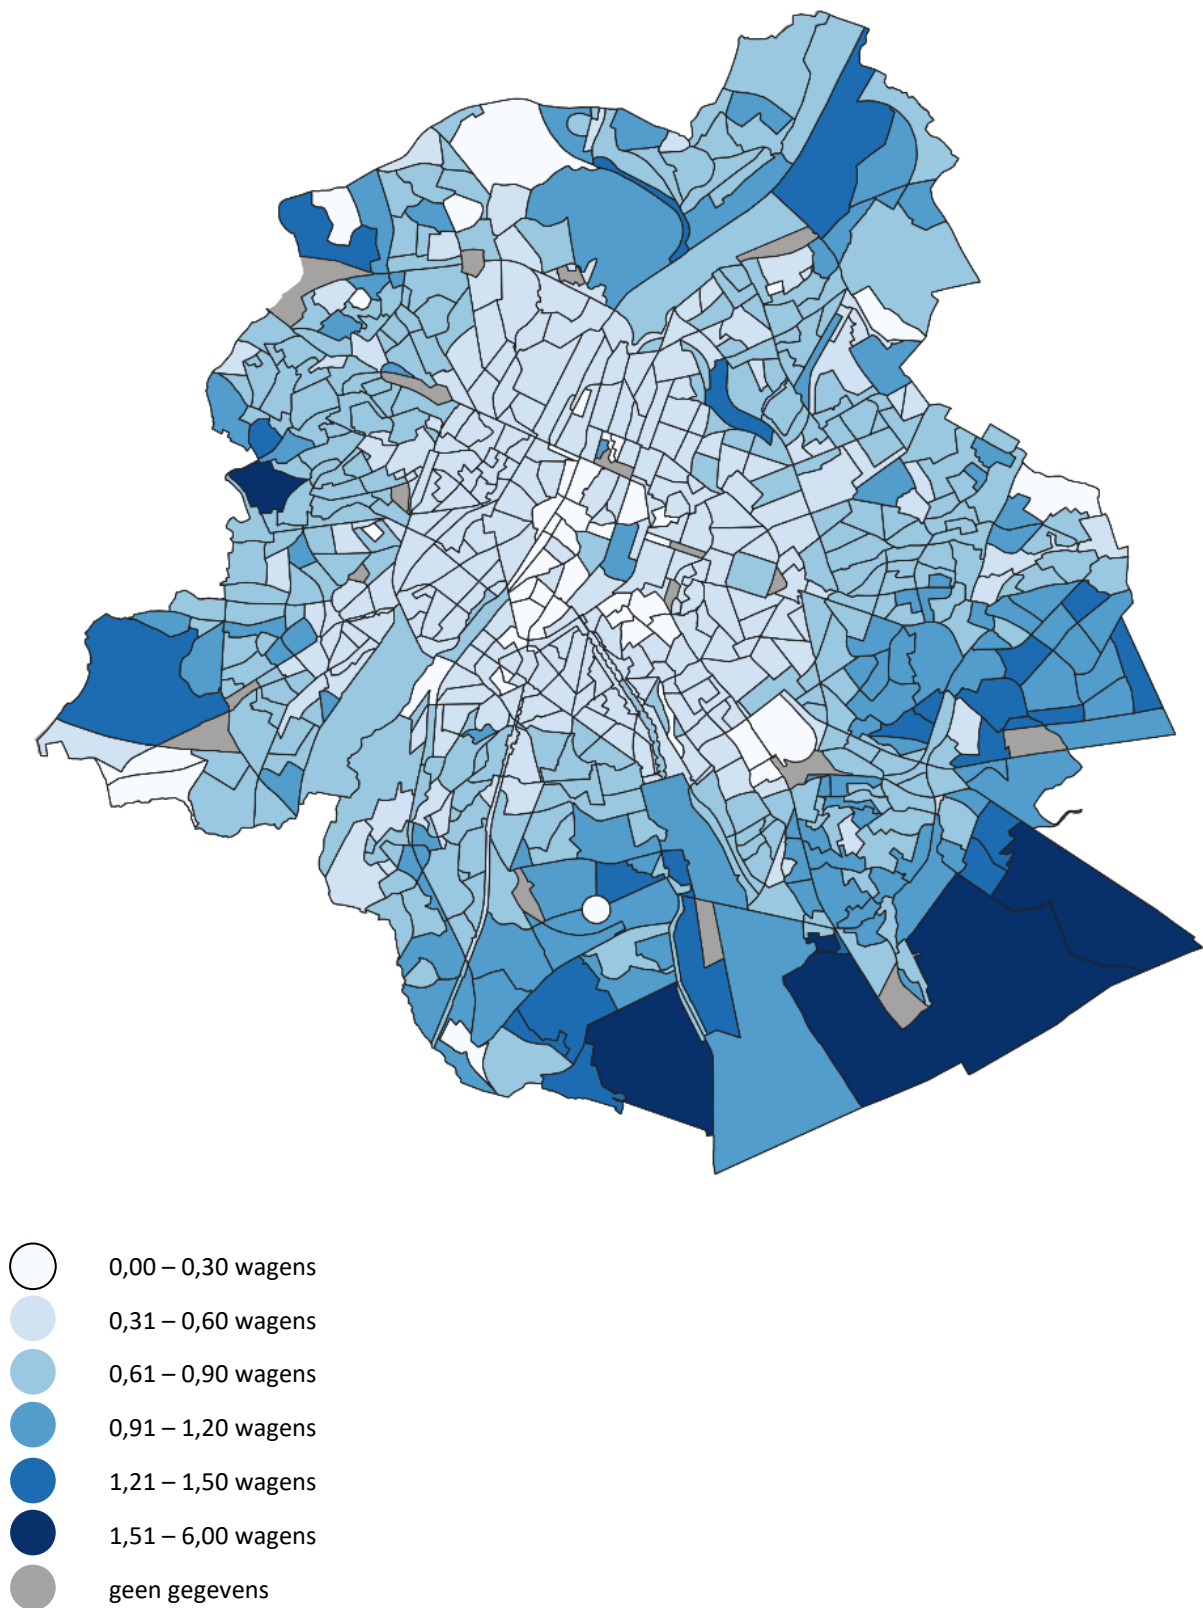 0,00 – 0,30 wagens
0,31 – 0,60 wagens
0,61 – 0,90 wagens
0,91 – 1,20 wagens
1,21 – 1,50 wagens
1,51 – 6,00 wagens
geen gegevens